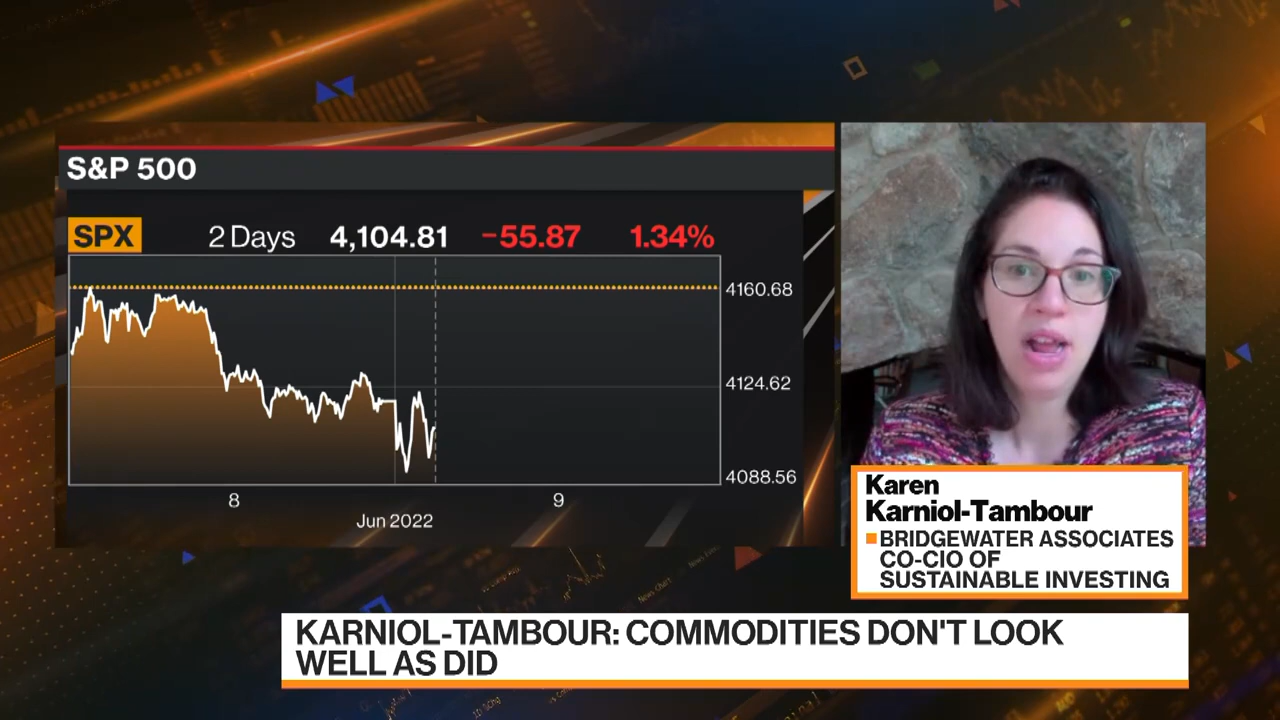 S&P 500
SPX 2 Days 4,104.81 -55.87 1.34%
4160.68
4124.62
4088.56
8 9
Jun 2022
Karen
Karniol-Tambour
BRIDGEWATER ASSOCIATES
CO-CIO OF
SUSTAINABLE INVESTING
KARNIOL-TAMBOUR: COMMODITIES DON'T LOOK
WELL AS DID